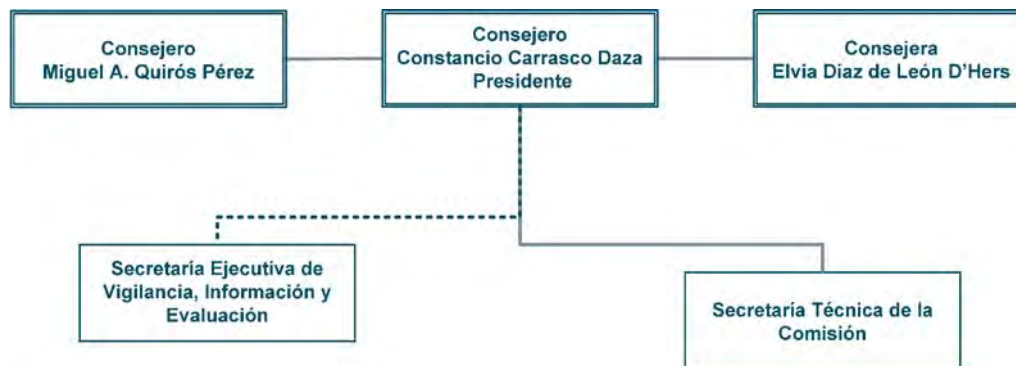 Consejero
Miguel A. Quirós Pérez
Consejero
Constancio Carrasco Daza
Presidente
Consejera
Elvia Díaz de León D'Hers
Secretaría Ejecutiva de
Vigilancia, Información y
Evaluación
Secretaría Técnica de la
Comisión